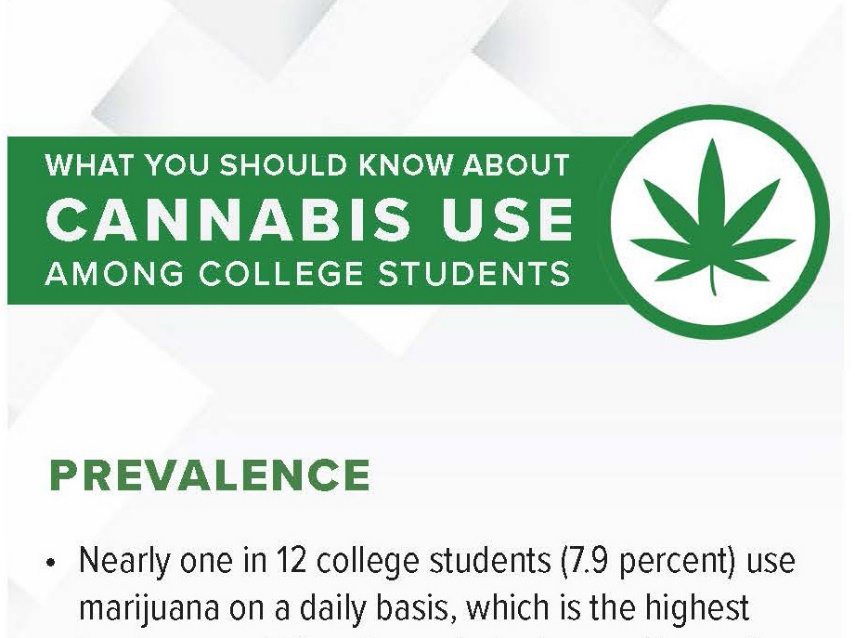 WHAT YOU SHOULD KNOW ABOUT
CANNABIS USE
AMONG COLLEGE STUDENTS
PREVALENCE
• Nearly one in 12 college students (7.9 percent) use
marijuana on a daily basis, which is the highest